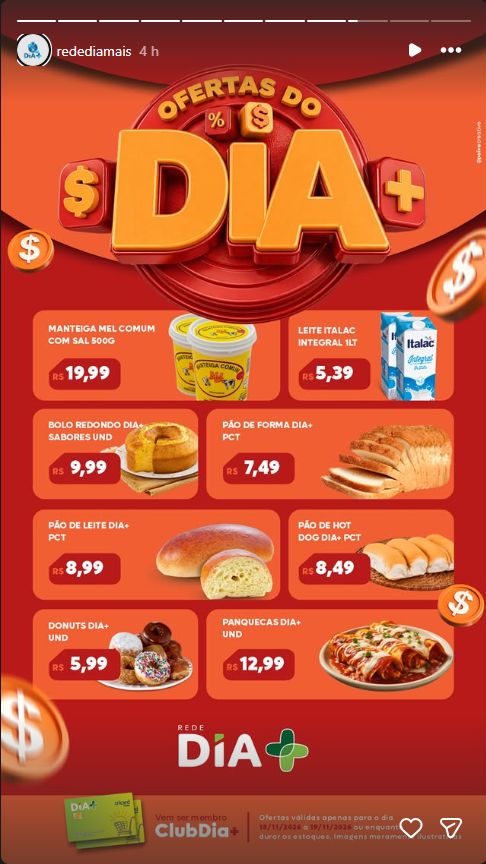 rededíamais 4 h
OFERTAS DO
%
$
DIA
$
+
MANTEIGA MEL COMUM
COM SAL 500G
R$ 19,99
LEITE ITALAC
INTEGRAL 1LT
R$ 5,39
Italac
Integral
BOLO REDONDO DIA+
SABORES UND
R$ 9,99
PÃO DE FORMA DIA+
PCT
R$ 7,49
PÃO DE LEITE DIA+
PCT
R$ 8,99
PÃO DE HOT
DOG DIA+ PCT
R$ 8,49
DONUTS DIA+
UND
R$ 5,99
PANQUECAS DIA+
UND
R$ 12,99
REDE
DIA
DIA+
Vem ser membro
ClubDia+
Ofertas válidas apenas para o dia
18/11/2026 a 19/11/2026 ou enquanto
durar os estoques. Imagens meramente ilustrativas